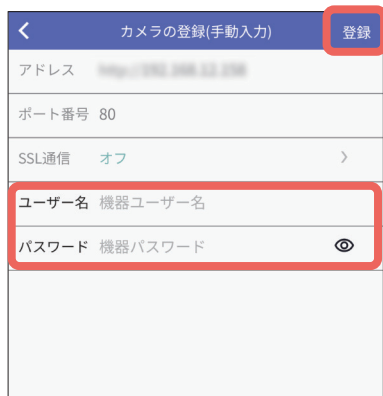 カメラの登録(手動入力) 登録
アドレス
ポート番号 80
SSL通信 オフ
ユーザー名 機器ユーザー名
パスワード 機器パスワード